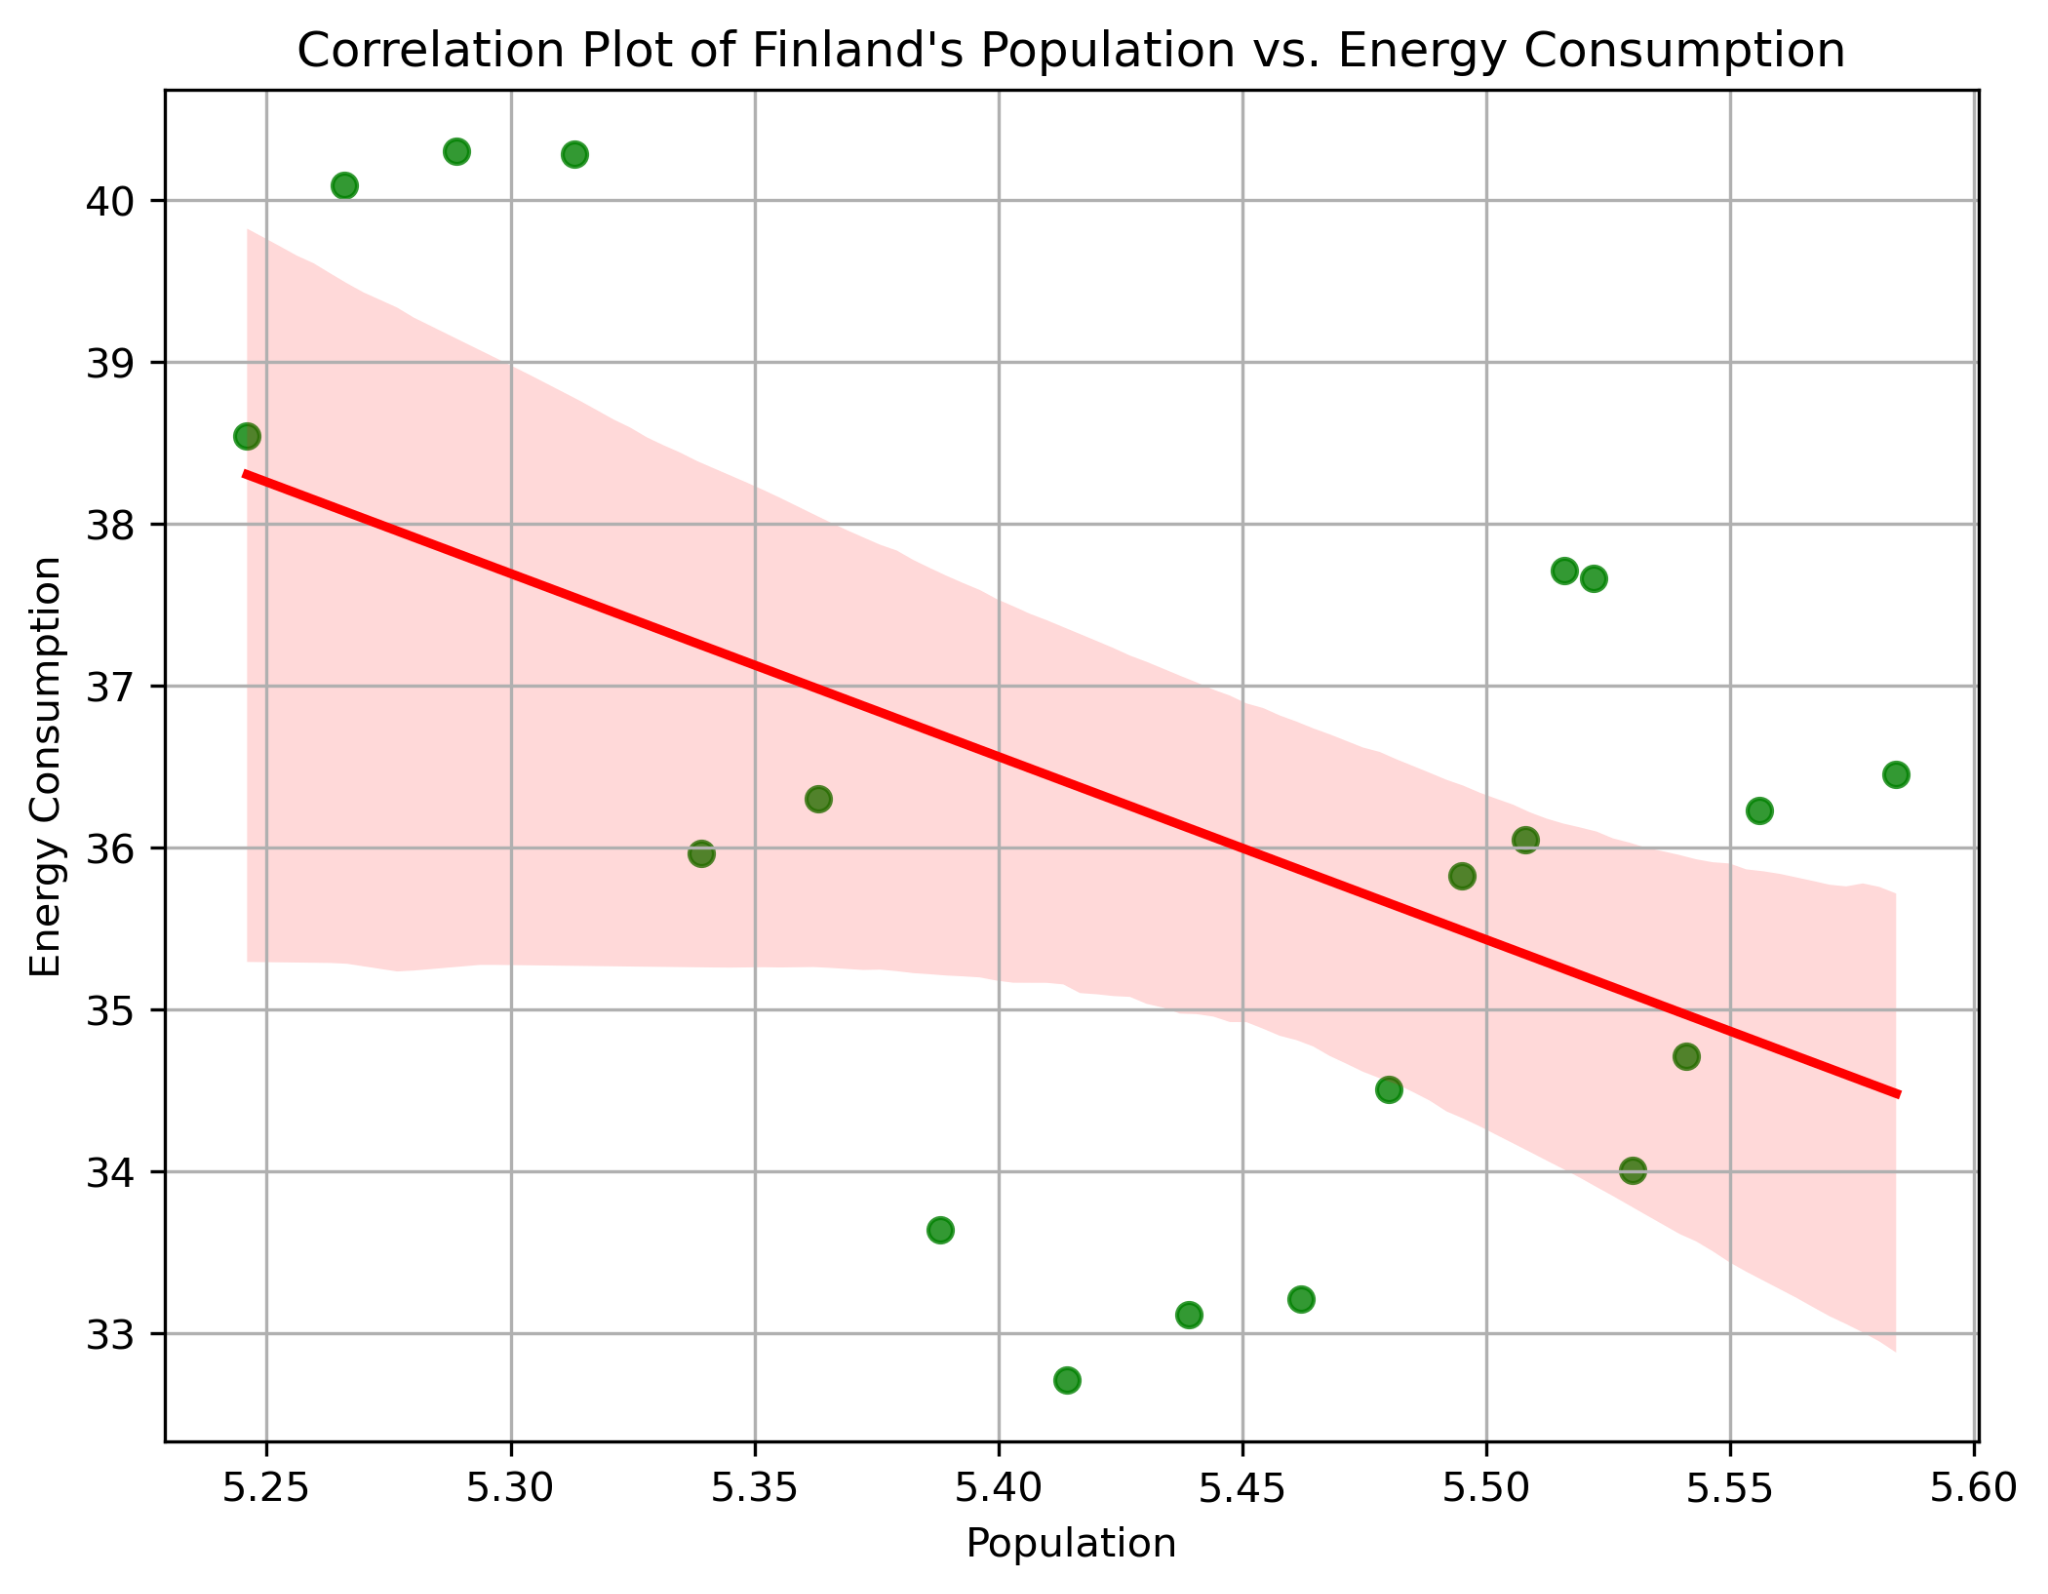 Correlation Plot of Finland's Population vs. Energy Consumption
Energy Consumption
40
39
38
37
36
35
34
33
5.25 5.30 5.35 5.40 5.45 5.50 5.55 5.60
Population